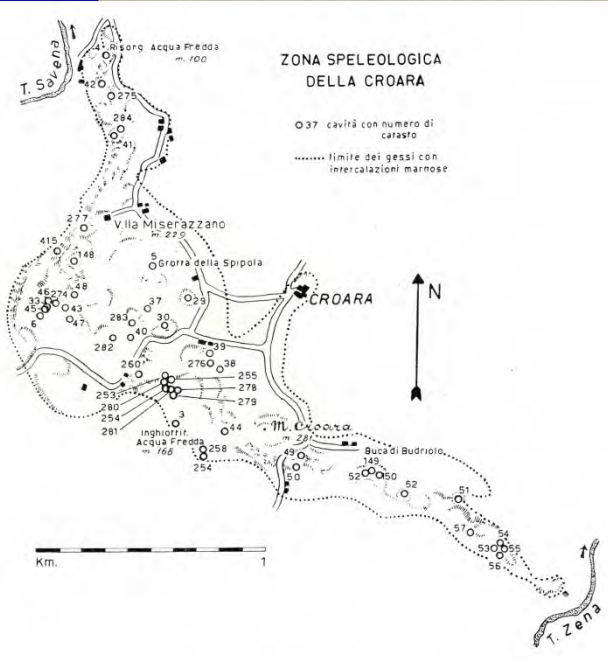 ZONA SPELEOLOGICA
DELLA CROARA
O 37 cavità con numero di
catasto
limite dei gessi con
intercalazioni marnose
T. Savena
4
Risorg. Acqua Fredda
m. 100
42
275
284
41
277
V.lla Miserazzano
m. 229
415
148
5
Grotta della Spipola
46
274
48
33
45
43
6
47
37
29
283
30
282
40
CROARA
N
39
276
38
260
255
253
278
280
279
254
281
3
Inghiottit.
Acqua Fredda
m 168
44
258
254
M. Croara
m. 281
49
50
Buca di Budriolo
149
52
50
52
51
57
54
53
55
56
Km.
1
T. Zena